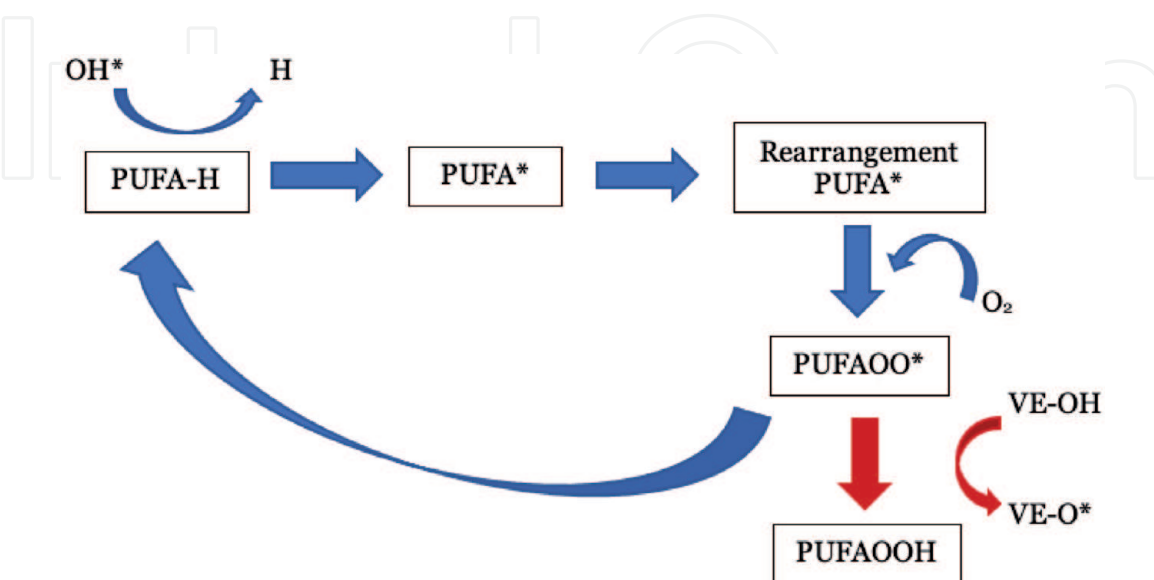 OH*
H
PUFA-H
PUFA*
Rearrangement
PUFA*
O₂
PUFAOO*
VE-OH
VE-O*
PUFAOOH